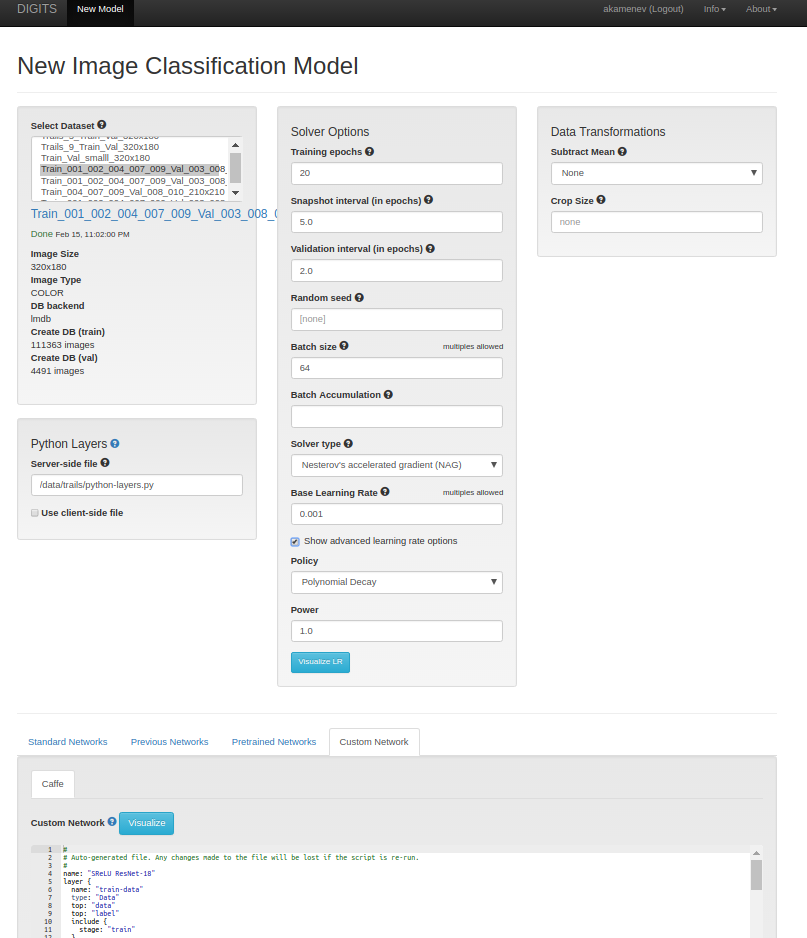 DIGITS New Model akamenev (Logout) Info About
New Image Classification Model
Select Dataset
Trails_9_Train_Val_320x180
Train_Val_smalll_320x180
Train_001_002_004_007_009_Val_003_008_
Train_001_002_004_007_009_Val_003_008_
Train_004_007_009_Val_008_010_210x210
Train_001_002_004_007_009_Val_003_008_0
Done Feb 15, 11:02:00 PM
Image Size
320x180
Image Type
COLOR
DB backend
lmdb
Create DB (train)
111363 images
Create DB (val)
4491 images
Python Layers
Server-side file
/data/trails/python-layers.py
Use client-side file
Solver Options
Training epochs
20
Snapshot interval (in epochs)
5.0
Validation interval (in epochs)
2.0
Random seed
[none]
Batch size multiples allowed
64
Batch Accumulation
Solver type
Nesterov's accelerated gradient (NAG)
Base Learning Rate multiples allowed
0.001
Show advanced learning rate options
Policy
Polynomial Decay
Power
1.0
Visualize LR
Data Transformations
Subtract Mean
None
Crop Size
none
Standard Networks Previous Networks Pretrained Networks Custom Network
Caffe
Custom Network Visualize
1 #
2 # Auto-generated file. Any changes made to the file will be lost if the script is re-run.
3 #
4 name: "SReLU ResNet-18"
5 layer {
6 name: "train-data"
7 type: "Data"
8 top: "data"
9 top: "label"
10 include {
11 stage: "train"
12 }